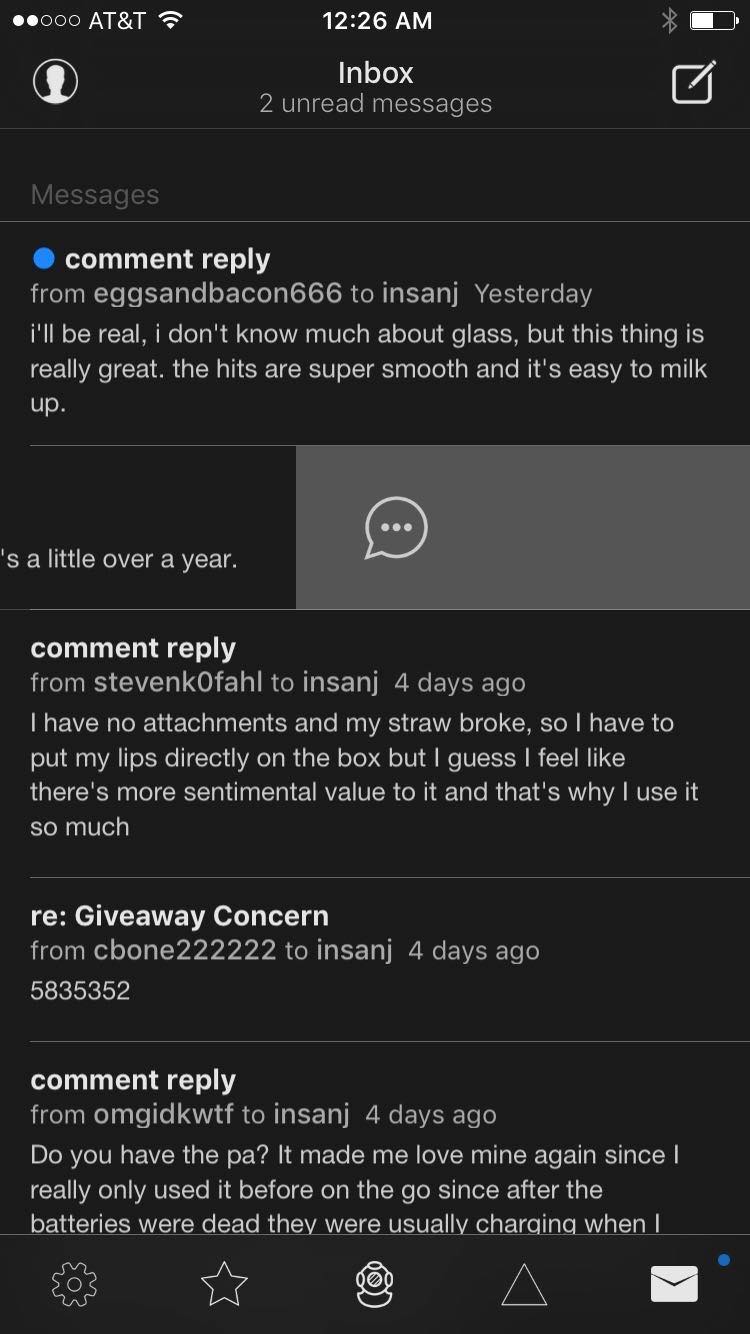 AT&T 12:26 AM
Inbox
2 unread messages
Messages
comment reply
from eggsandbacon666 to insanj Yesterday
i'll be real, i don't know much about glass, but this thing is
really great. the hits are super smooth and it's easy to milk
up.
's a little over a year.
comment reply
from stevenk0fahl to insanj 4 days ago
I have no attachments and my straw broke, so I have to
put my lips directly on the box but I guess I feel like
there's more sentimental value to it and that's why I use it
so much
re: Giveaway Concern
from cbone222222 to insanj 4 days ago
5835352
comment reply
from omgidkwtf to insanj 4 days ago
Do you have the pa? It made me love mine again since I
really only used it before on the go since after the
batteries were dead they were usually charging when I